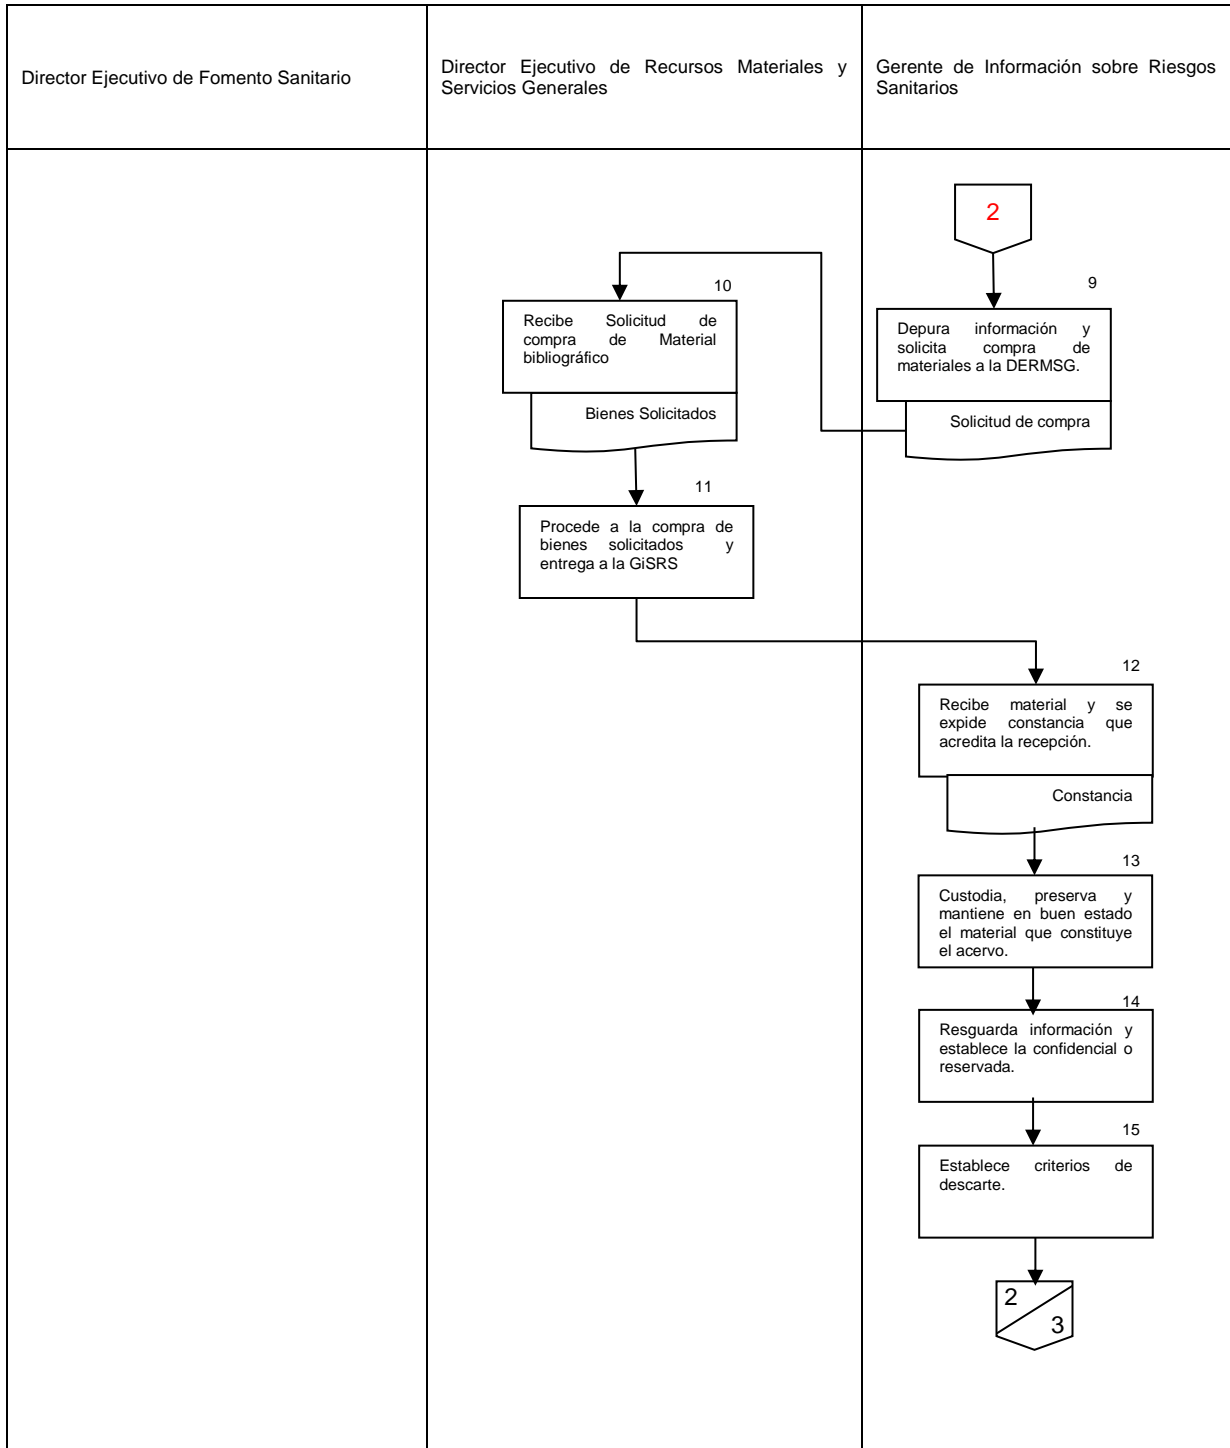 Director Ejecutivo de Fomento Sanitario
Director Ejecutivo de Recursos Materiales y
Servicios Generales
Gerente de Información sobre Riesgos
Sanitarios
2
9
Depura información y
solicita compra de
materiales a la DERMSG.
Solicitud de compra
10
Recibe Solicitud de
compra de Material
bibliográfico
Bienes Solicitados
11
Procede a la compra de
bienes solicitados y
entrega a la GiSRS
12
Recibe material y se
expide constancia que
acredita la recepción.
Constancia
13
Custodia, preserva y
mantiene en buen estado
el material que constituye
el acervo.
14
Resguarda información y
establece la confidencial o
reservada.
15
Establece criterios de
descarte.
2
3